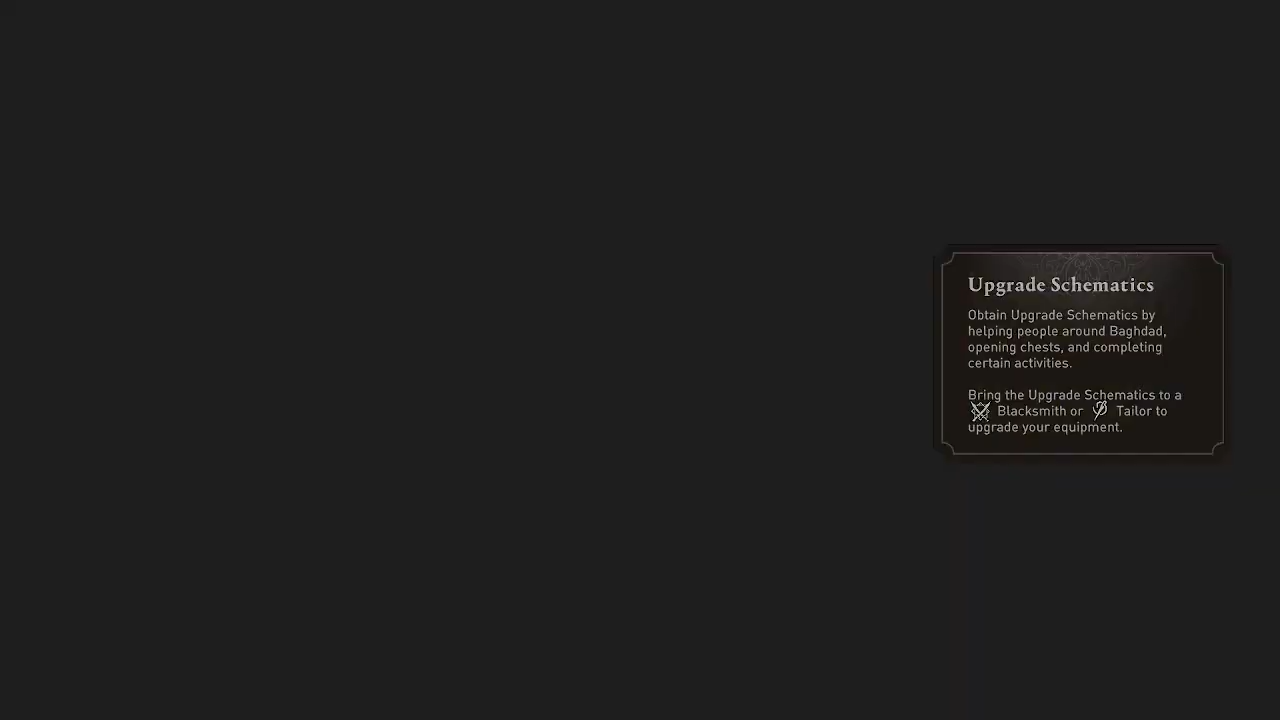 Upgrade Schematics
Obtain Upgrade Schematics by
helping people around Baghdad,
opening chests, and completing
certain activities.
Bring the Upgrade Schematics to a
Blacksmith or Tailor to
upgrade your equipment.